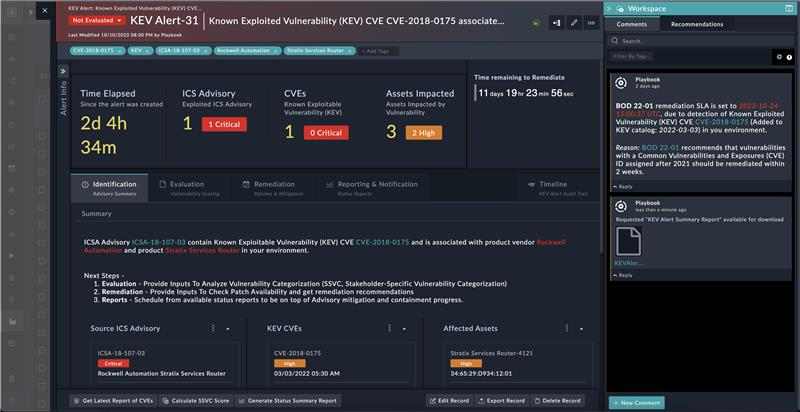 KEV Alert: Known Exploited Vulnerability (KEV) CVE...
Not Evaluated
KEV Alert-31
Known Exploited Vulnerability (KEV) CVE CVE-2018-0175 associate...
Last Modified 10/10/2023 08:30 PM by Playbook
CVE-2018-0175 ×
KEV ×
ICSA-18-107-03 ×
Rockwell Automation ×
Stratix Services Router ×
+ Add Tags
Alert Info
Time Elapsed
Since the alert was created
2d 4h
34m
ICS Advisory
Exploited ICS Advisory
1
1 Critical
CVEs
Known Exploitable
Vulnerability (KEV)
1
0 Critical
Assets Impacted
Assets Impacted by
Vulnerability
3
2 High
Time remaining to Remediate
11 days 19 hr 23 min 56 sec
Identification
Advisory Summary
Evaluation
Vulnerability Scoring
Remediation
Patches & Mitigation
Reporting & Notification
Status Reports
Timeline
KEV Alert Audit Trail
Summary
ICSA Advisory ICSA-18-107-03 contain Known Exploitable Vulnerability (KEV) CVE CVE-2018-0175 and is associated with product vendor Rockwell
Automation and product Stratix Services Router in your environment.
Next Steps -
1. Evaluation - Provide Inputs To Analyze Vulnerability Categorization (SSVC, Stakeholder-Specific Vulnerability Categorization)
2. Remediation - Provide Inputs To Check Patch Availability and get remediation recommendations
3. Reports - Schedule from available status reports to be on top of Advisory mitigation and containment progress.
Source ICS Advisory
ICSA-18-107-03
Critical
Rockwell Automation Stratix Services Router
KEV CVEs
CVE-2018-0175
High
03/03/2022 05:30 AM
Affected Assets
Stratix Services Router-4121
High
34:65:29:D934:12:01
Get Latest Report of CVEs
Calculate SSVC Score
Generate Status Summary Report
Edit Record
Export Record
Delete Record
Workspace
Comments
Recommendations
Search..
Filter By Tags ..
Playbook
2 days ago
BOD 22-01 remediation SLA is set to 2023-10-24
15:00:37 UTC, due to detection of Known Exploited
Vulnerability (KEV) CVE CVE-2018-0175 (Added to
KEV catalog: 2022-03-03) in you environment.
Reason: BOD 22-01 recommends that vulnerabilities
with a Common Vulnerabilities and Exposures (CVE)
ID assigned after 2021 should be remediated within
2 weeks.
Reply
Playbook
less than a minute ago
Requested "KEV Alert Summary Report" available for download
KEVAler...
Reply
+ New Comment